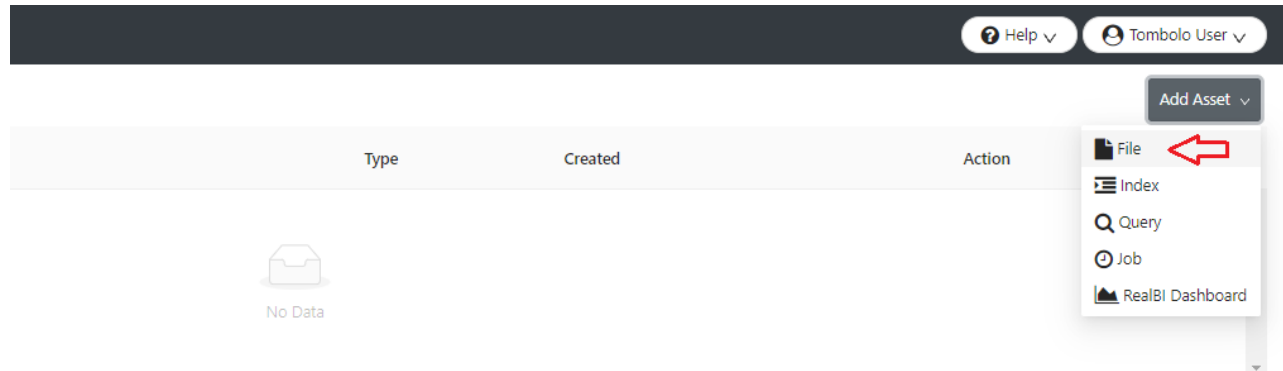 Help
Tombolo User
Add Asset
Type Created Action
File
Index
Query
Job
RealBI Dashboard
No Data